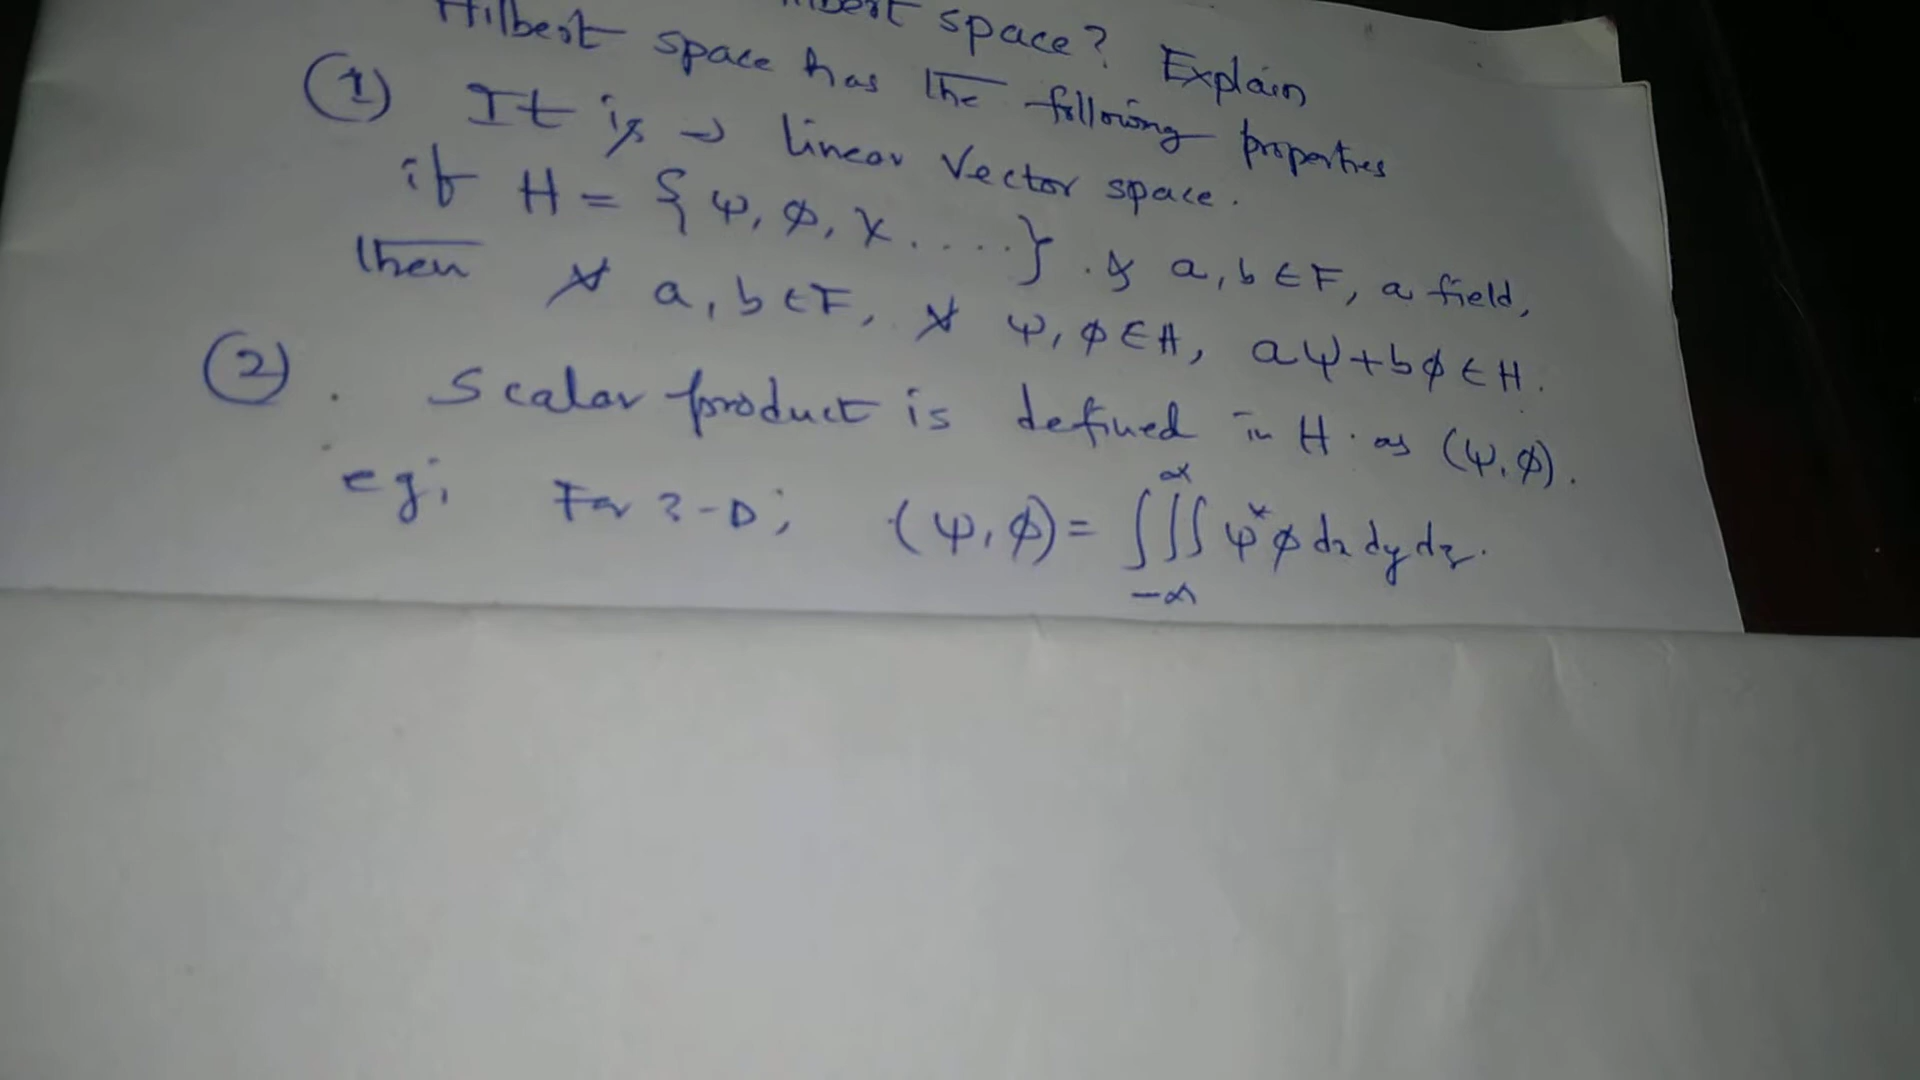 space? Explain
Hilbert space has the following properties
① It is a linear vector space.
if H = {ψ, φ, χ.....} . & a, b ∈ F, a field,
then ∀ a, b ∈ F, ∀ ψ, φ ∈ H, aψ + bφ ∈ H.
② . Scalar product is defined in H. as (ψ, φ).
eg; For 3-D; (ψ, φ) = ∫∫∫_{-∞}^{∞} ψ*φ dx dy dz.